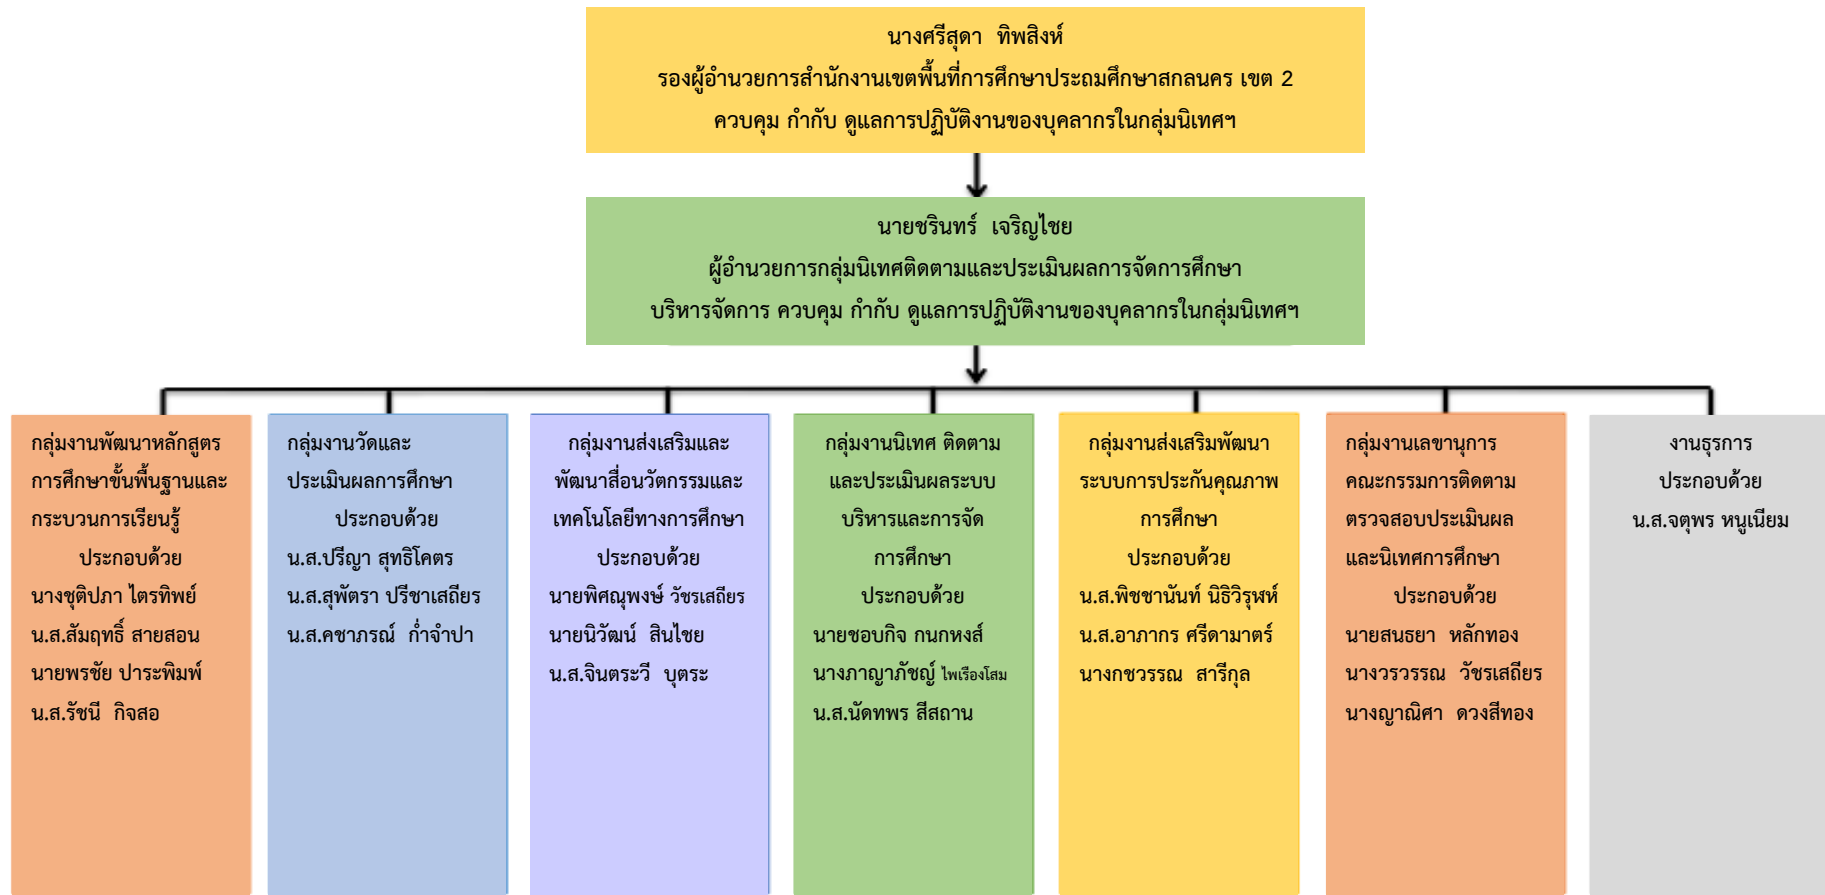 นางศรีสุดา ทิพสิงห์
รองผู้อำนวยการสำนักงานเขตพื้นที่การศึกษาประถมศึกษาสกลนคร เขต 2
ควบคุม กำกับ ดูแลการปฏิบัติงานของบุคลากรในกลุ่มนิเทศฯ
นายชรินทร์ เจริญไชย
ผู้อำนวยการกลุ่มนิเทศติดตามและประเมินผลการจัดการศึกษา
บริหารจัดการ ควบคุม กำกับ ดูแลการปฏิบัติงานของบุคลากรในกลุ่มนิเทศฯ
กลุ่มงานพัฒนาหลักสูตร
การศึกษาขั้นพื้นฐานและ
กระบวนการเรียนรู้
ประกอบด้วย
นางชุติปภา ไตรทิพย์
น.ส.สัมฤทธิ์ สายสอน
นายพรชัย ปาระพิมพ์
น.ส.รัชนี กิจสอ
กลุ่มงานวัดและ
ประเมินผลการศึกษา
ประกอบด้วย
น.ส.ปรีญา สุทธิโคตร
น.ส.สุพัตรา ปรีชาเสถียร
น.ส.คชาภรณ์ ก่ำจำปา
กลุ่มงานส่งเสริมและ
พัฒนาสื่อนวัตกรรมและ
เทคโนโลยีทางการศึกษา
ประกอบด้วย
นายพิศณุพงษ์ วัชรเสถียร
นายนิวัฒน์ สินไชย
น.ส.จินตระวี บุตระ
กลุ่มงานนิเทศ ติดตาม
และประเมินผลระบบ
บริหารและการจัด
การศึกษา
ประกอบด้วย
นายชอบกิจ กนกหงส์
นางภาญาภัชญ์ ไพเรืองโสม
น.ส.นัดทพร สีสถาน
กลุ่มงานส่งเสริมพัฒนา
ระบบการประกันคุณภาพ
การศึกษา
ประกอบด้วย
น.ส.พิชชานันท์ นิธิวิรุฬห์
น.ส.อาภากร ศรีดามาตร์
นางกชวรรณ สารีกุล
กลุ่มงานเลขานุการ
คณะกรรมการติดตาม
ตรวจสอบประเมินผล
และนิเทศการศึกษา
ประกอบด้วย
นายสนธยา หลักทอง
นางวรวรรณ วัชรเสถียร
นางญาณิศา ดวงสีทอง
งานธุรการ
ประกอบด้วย
น.ส.จตุพร หนูเนียม